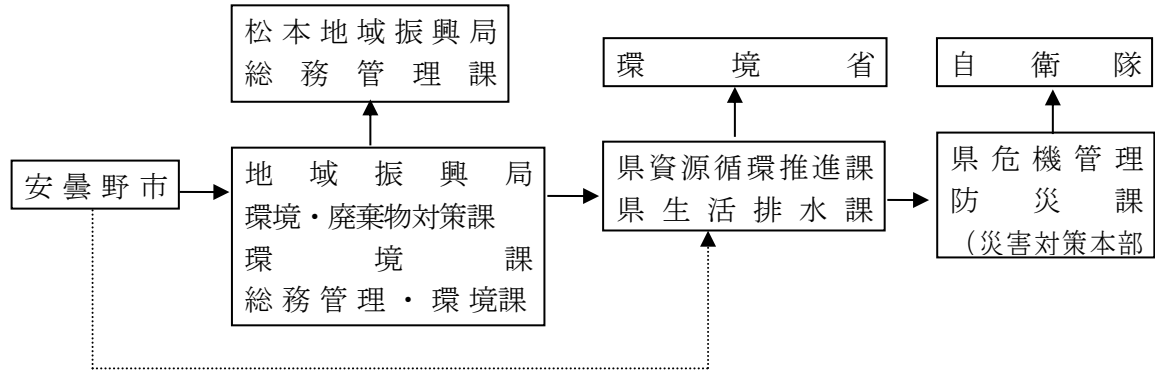 松本地域振興局
総務管理課
環境省
自衛隊
安曇野市
地域振興局
環境・廃棄物対策課
環境課
総務管理・環境課
県資源循環推進課
県生活排水課
県危機管理
防災課
（災害対策本部